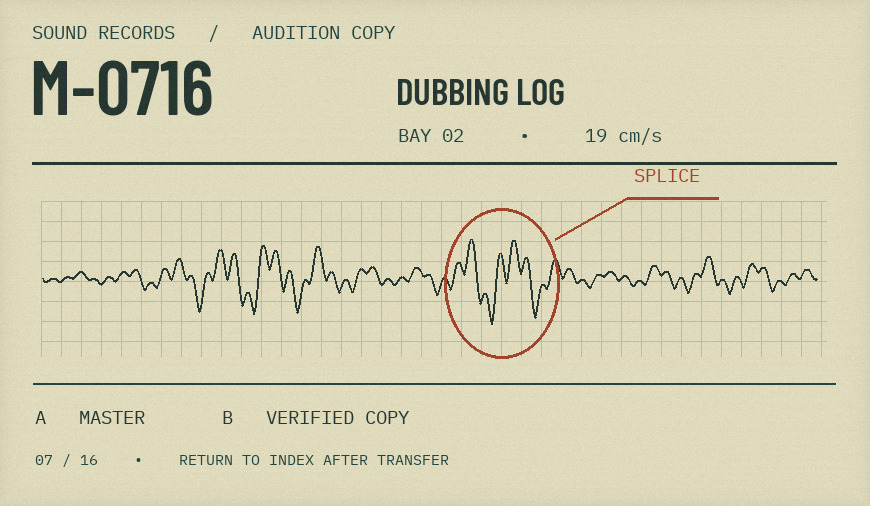 SOUND RECORDS / AUDITION COPY
M-0716
DUBBING LOG
BAY 02 • 19 cm/s
SPLICE
A MASTER B VERIFIED COPY
07 / 16 • RETURN TO INDEX AFTER TRANSFER